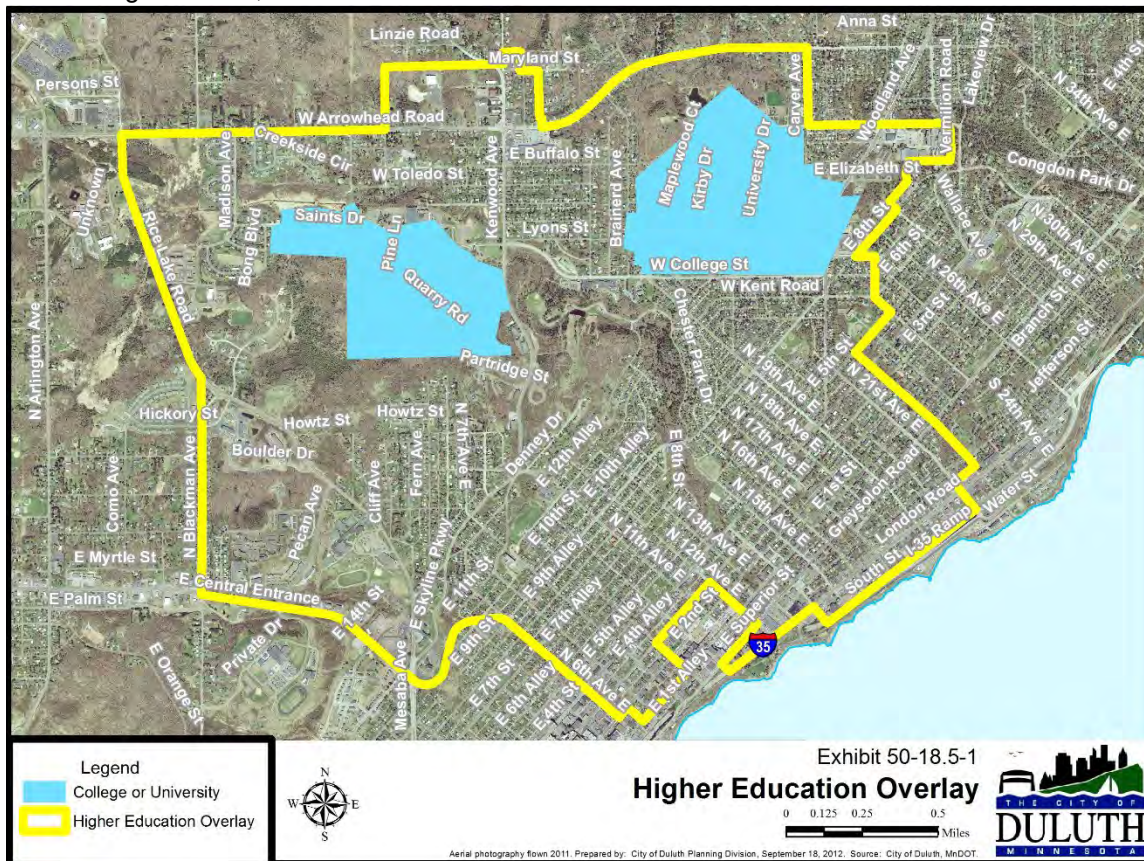 Linzie Road
Anna St
Maryland St
Persons St
Carver Ave
Woodland Ave
Vermilion Road
Lakeview Dr
E 4th St
N 34th Ave E
W Arrowhead Road
Creekside Cir
Madison Ave
E Buffalo St
W Toledo St
Kenwood Ave
Brainerd Ave
Maplewood Ct
Kirby Dr
University Dr
E Elizabeth St
Congdon Park Dr
Wallace Ave
Unknown
Rice Lake Road
Bong Blvd
Saints Dr
Pine Ln
Quarry Rd
Lyons St
W College St
W Kent Road
E 8th St
E 6th St
N 30th Ave E
N 29th Ave E
N 26th Ave E
E 3rd St
Branch St
Jefferson St
N Arlington Ave
Partridge St
Chester Park Dr
N 19th Ave E
E 5th St
N 21st Ave E
S 24th Ave E
N 18th Ave E
N 17th Ave E
N 16th Ave E
N 15th Ave E
E 1st St
Greysolon Road
London Road
Water St
I-35 Ramp
South St
Hickory St
Howtz St
Howtz St
Boulder Dr
N 7th Ave E
Denney Dr
E 12th Alley
E 10th Alley
E 8th St
Como Ave
N Blackman Ave
Pecan Ave
Cliff Ave
Fern Ave
E Skyline Pkwy
E 10th St
E 11th St
E 9th Alley
N 13th Ave E
N 12th Ave E
N 11th Ave E
E Myrtle St
E Palm St
E Central Entrance
E 14th St
Private Dr
E Orange St
Mesaba Ave
E 9th St
E 7th St
E 6th Alley
E 4th St
E 7th Alley
E 5th Alley
E 4th Alley
N 6th Ave E
E 2nd St
E Superior St
E 1st Alley
35
Legend
College or University
Higher Education Overlay
N
W E
S
Exhibit 50-18.5-1
Higher Education Overlay
0 0.125 0.25 0.5
Miles
THE CITY OF
DULUTH
MINNESOTA
Aerial photography flown 2011. Prepared by: City of Duluth Planning Division, September 18, 2012. Source: City of Duluth, MnDOT.